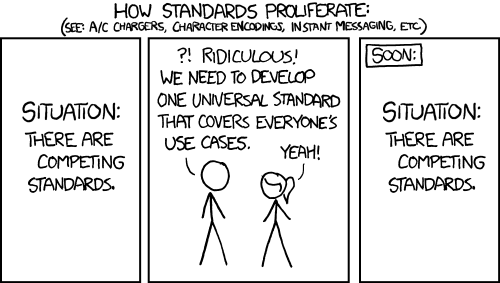 HOW STANDARDS PROLIFERATE:
(SEE: A/C CHARGERS, CHARACTER ENCODINGS, INSTANT MESSAGING, ETC.)
SITUATION:
THERE ARE
COMPETING
STANDARDS.
?! RIDICULOUS!
WE NEED TO DEVELOP
ONE UNIVERSAL STANDARD
THAT COVERS EVERYONE'S
USE CASES.
YEAH!
SOON:
SITUATION:
THERE ARE
COMPETING
STANDARDS.